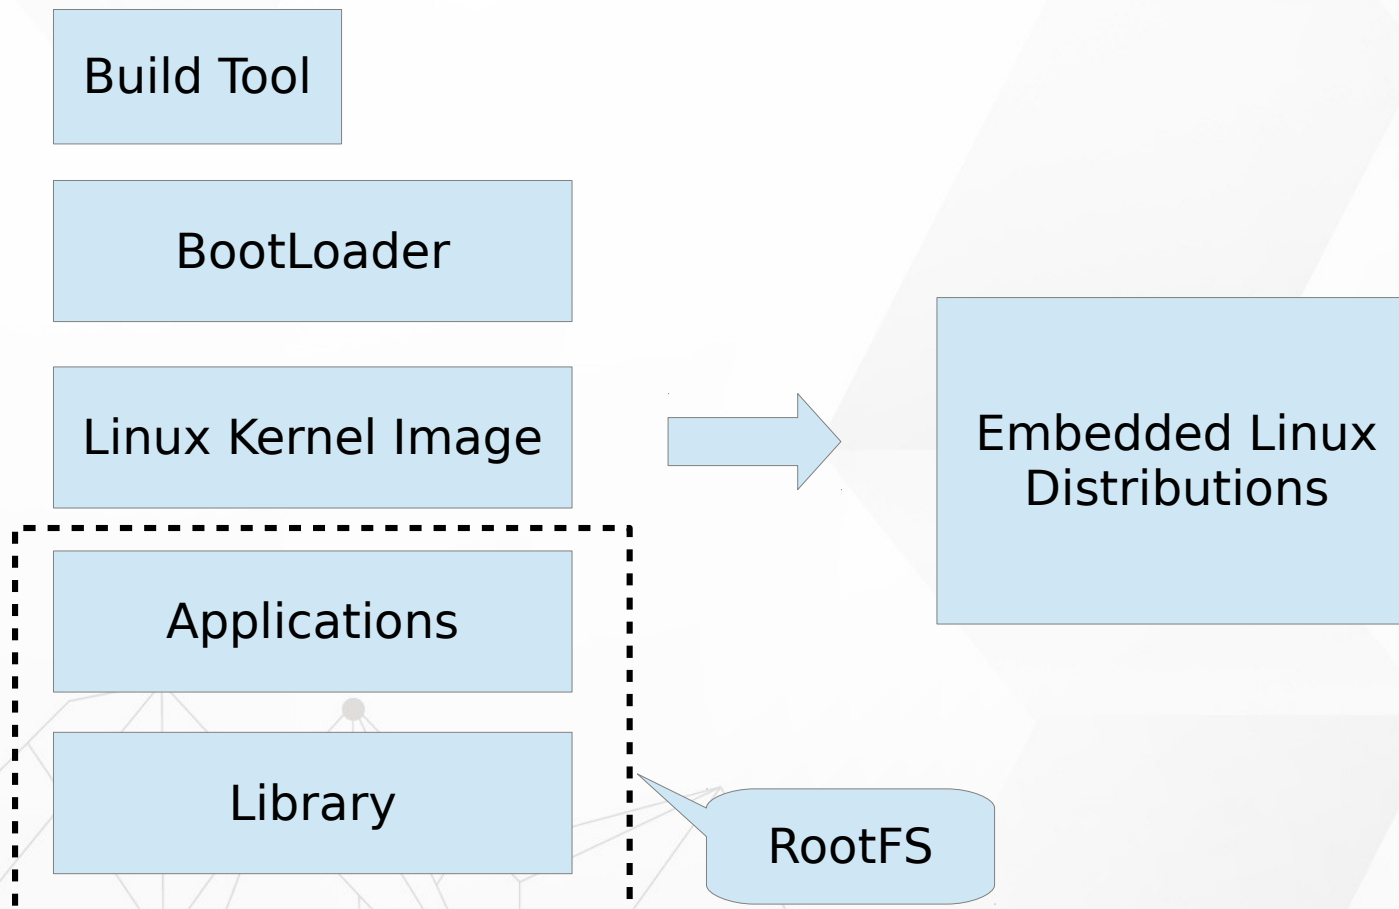 Build Tool
BootLoader
Linux Kernel Image
Embedded Linux
Distributions
Applications
Library
RootFS